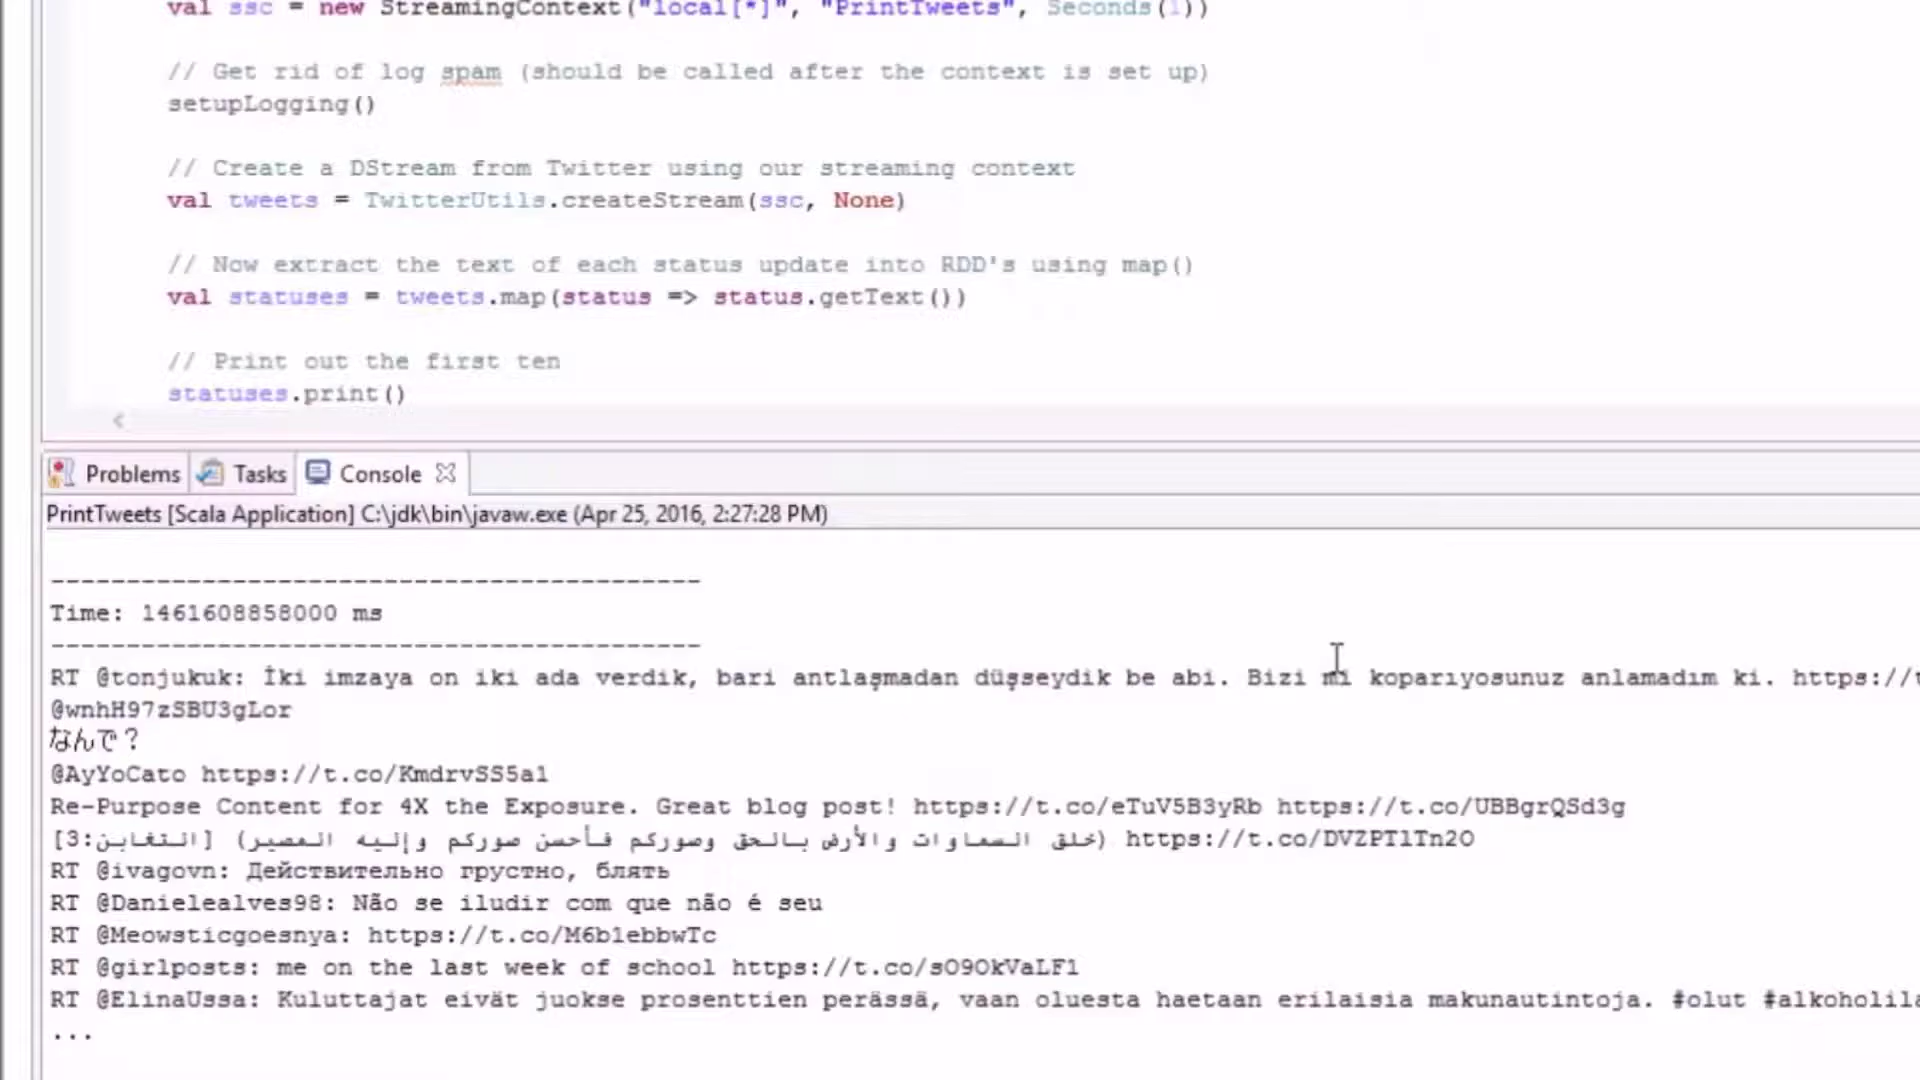 val ssc = new StreamingContext("local[*]", "PrintTweets", Seconds(1))
// Get rid of log spam (should be called after the context is set up)
setupLogging()
// Create a DStream from Twitter using our streaming context
val tweets = TwitterUtils.createStream(ssc, None)
// Now extract the text of each status update into RDD's using map()
val statuses = tweets.map(status => status.getText())
// Print out the first ten
statuses.print()
Problems Tasks Console
PrintTweets [Scala Application] C:\jdk\bin\javaw.exe (Apr 25, 2016, 2:27:28 PM)
-------------------------------------------
Time: 1461608858000 ms
-------------------------------------------
RT @tonjukuk: İki imzaya on iki ada verdik, bari antlaşmadan düşseydik be abi. Bizi mi koparıyosunuz anlamadım ki. https://t
@wnhH97zSBU3gLor
なんで？
@AyYoCato https://t.co/KmdrvSS5a1
Re-Purpose Content for 4X the Exposure. Great blog post! https://t.co/eTuV5B3yRb https://t.co/UBBgrQSd3g
(خلق السماوات والأرض بالحق وصوركم فأحسن صوركم وإليه المصير) [التغابن:3] https://t.co/DVZPTlTn2O
RT @ivagovn: Действительно грустно, блять
RT @Danielealves98: Não se iludir com que não é seu
RT @Meowsticgoesnya: https://t.co/M6b1ebbwTc
RT @girlposts: me on the last week of school https://t.co/sO9OkVaLF1
RT @ElinaUssa: Kuluttajat eivät juokse prosenttien perässä, vaan oluesta haetaan erilaisia makunautintoja. #olut #alkoholila
...